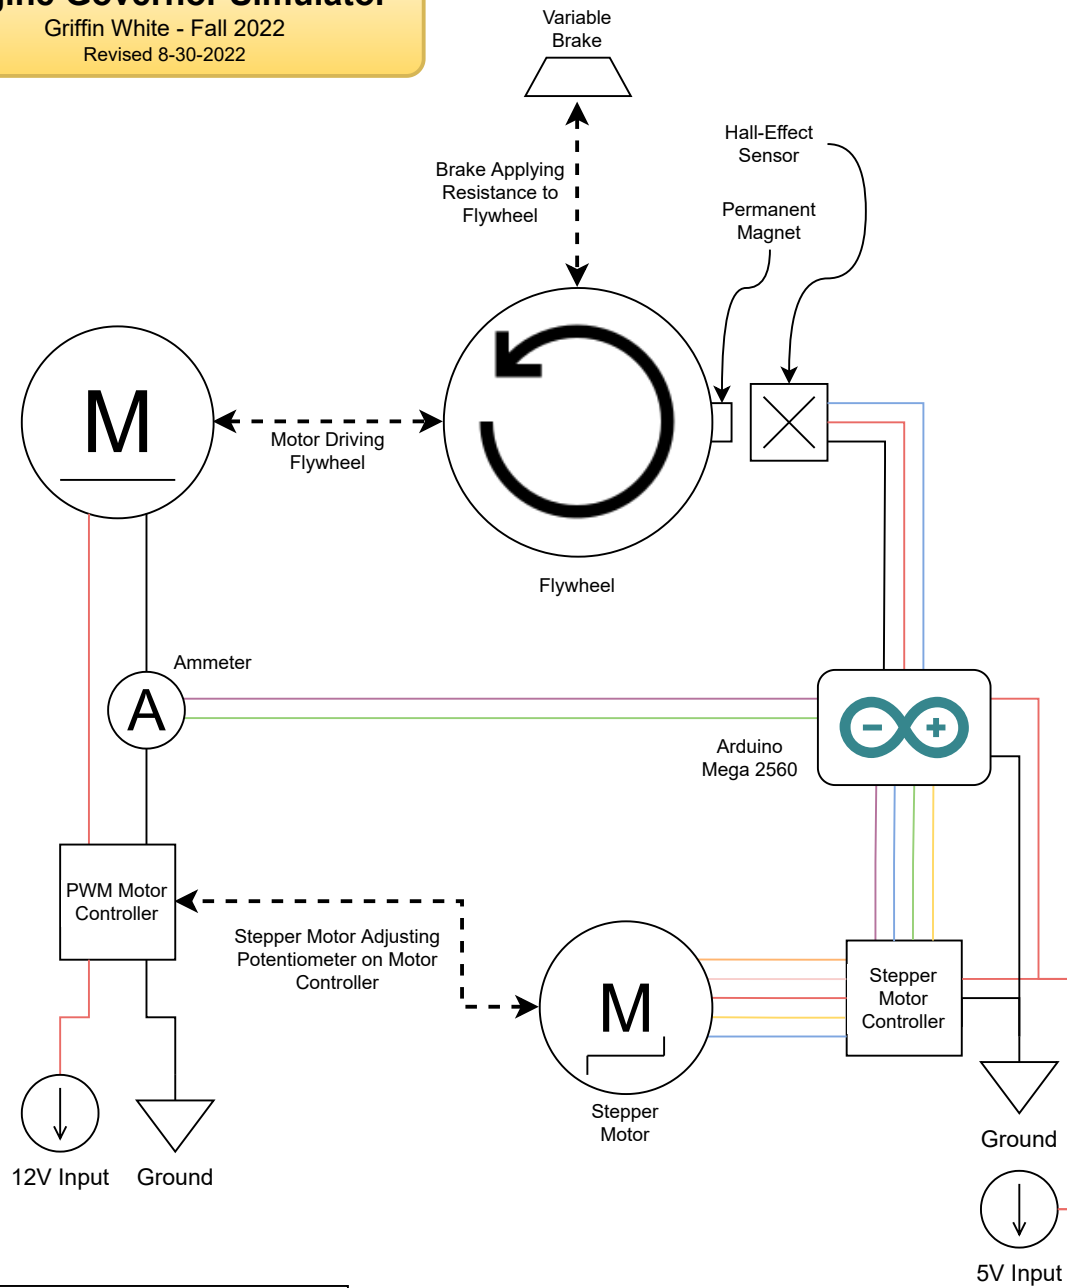 Governor Simulator
Griffin White - Fall 2022
Revised 8-30-2022
Variable
Brake
Hall-Effect
Sensor
Brake Applying
Resistance to
Flywheel
Permanent
Magnet
M
Motor Driving
Flywheel
Flywheel
Ammeter
A
Arduino
Mega 2560
PWM Motor
Controller
Stepper Motor Adjusting
Potentiometer on Motor
Controller
M
Stepper
Motor
Controller
Stepper
Motor
12V Input
Ground
Ground
5V Input